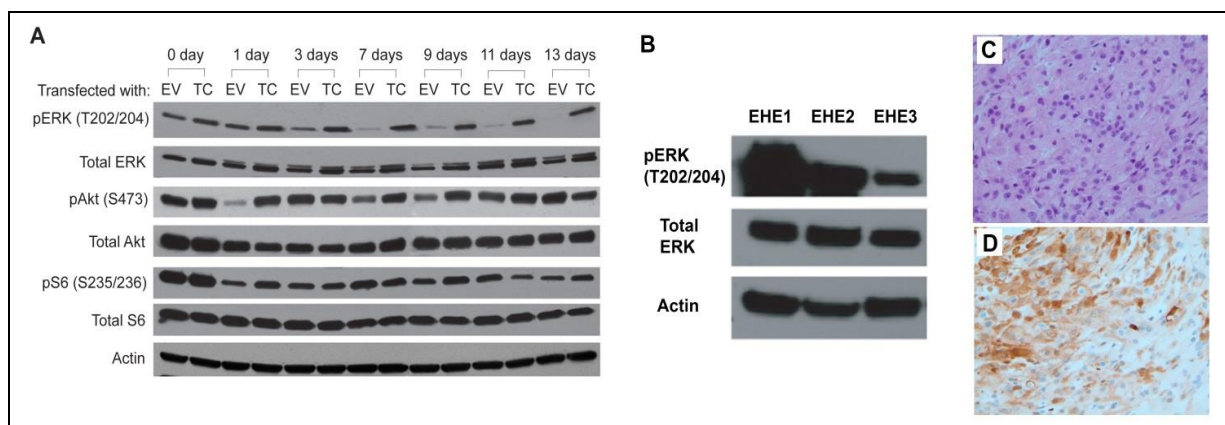 A
0 day 1 day 3 days 7 days 9 days 11 days 13 days
Transfected with: EV TC EV TC EV TC EV TC EV TC EV TC EV TC
pERK (T202/204)
Total ERK
pAkt (S473)
Total Akt
pS6 (S235/236)
Total S6
Actin
B
EHE1 EHE2 EHE3
pERK
(T202/204)
Total
ERK
Actin
C
D